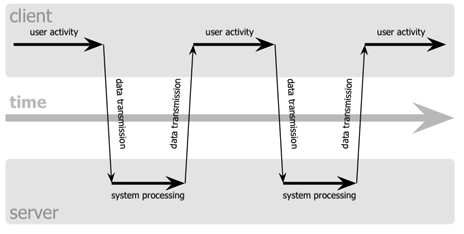 client
user activity
user activity
user activity
data transmission
data transmission
data transmission
data transmission
time
system processing
system processing
server